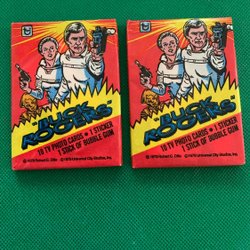 "BUCK
ROGERS"
10 TV PHOTO CARDS • 1 STICKER
1 STICK OF BUBBLE GUM
"BUCK
ROGERS"
10 TV PHOTO CARDS • 1 STICKER
1 STICK OF BUBBLE GUM